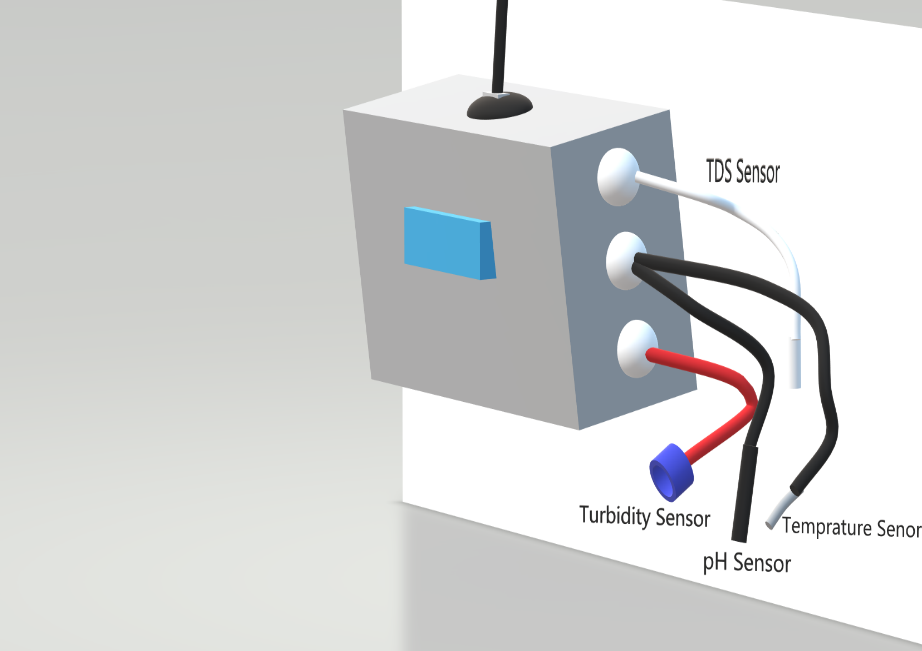 TDS Sensor
Turbidity Sensor
Temprature Senor
pH Sensor